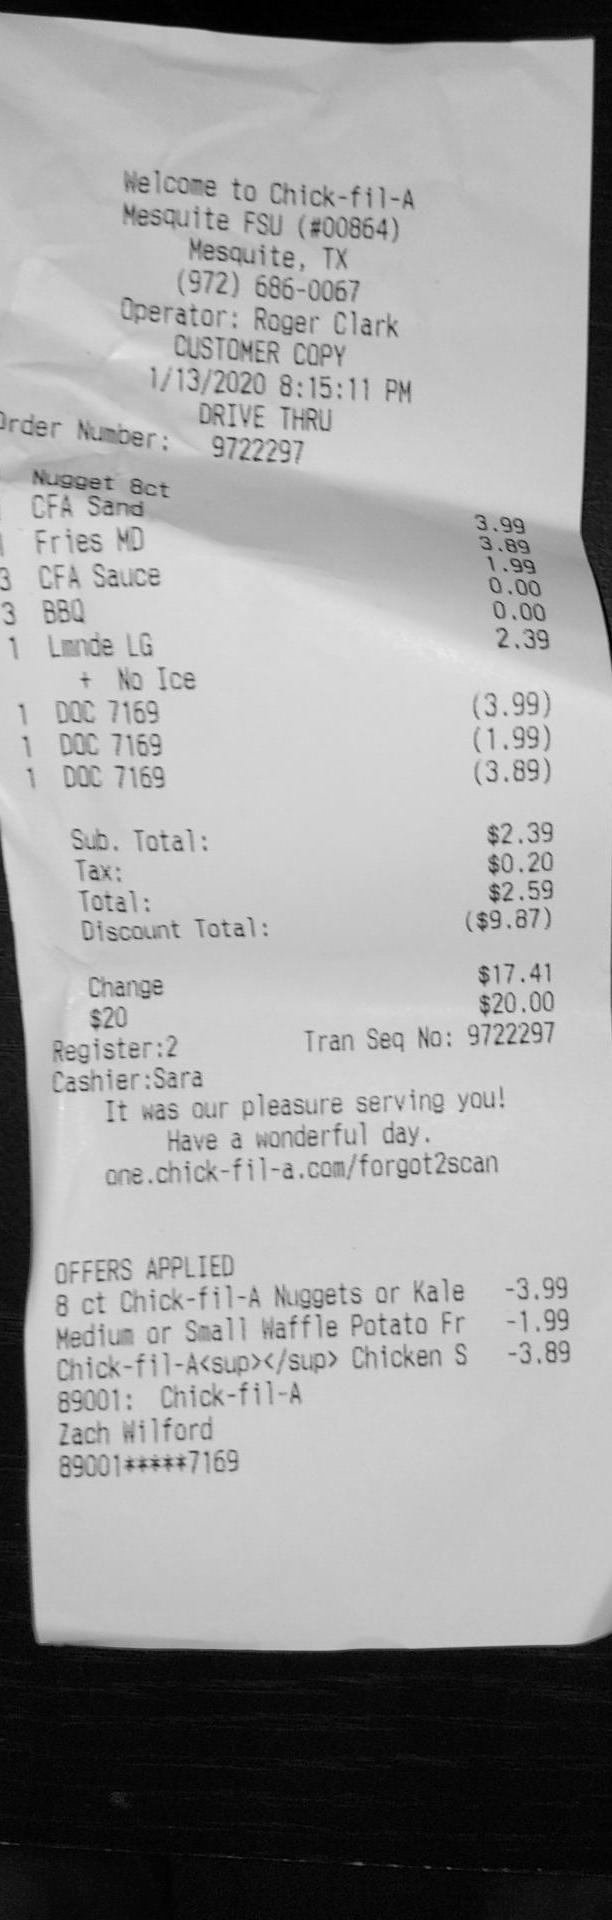 Welcome to Chick-fil-A
Mesquite FSU (#00864)
Mesquite, TX
(972) 686-0067
Operator: Roger Clark
CUSTOMER COPY
1/13/2020 8:15:11 PM
DRIVE THRU
Order Number: 9722297
Nugget 8ct 3.99
CFA Sand 3.89
1 Fries MD 1.99
3 CFA Sauce 0.00
3 BBQ 0.00
1 Lmnde LG 2.39
+ No Ice
1 DOC 7169 (3.99)
1 DOC 7169 (1.99)
1 DOC 7169 (3.89)
Sub. Total: $2.39
Tax: $0.20
Total: $2.59
Discount Total: ($9.87)
Change $17.41
$20 $20.00
Register:2 Tran Seq No: 9722297
Cashier:Sara
It was our pleasure serving you!
Have a wonderful day.
one.chick-fil-a.com/forgot2scan
OFFERS APPLIED
8 ct Chick-fil-A Nuggets or Kale -3.99
Medium or Small Waffle Potato Fr -1.99
Chick-fil-A<sup></sup> Chicken S -3.89
89001: Chick-fil-A
Zach Wilford
89001*****7169